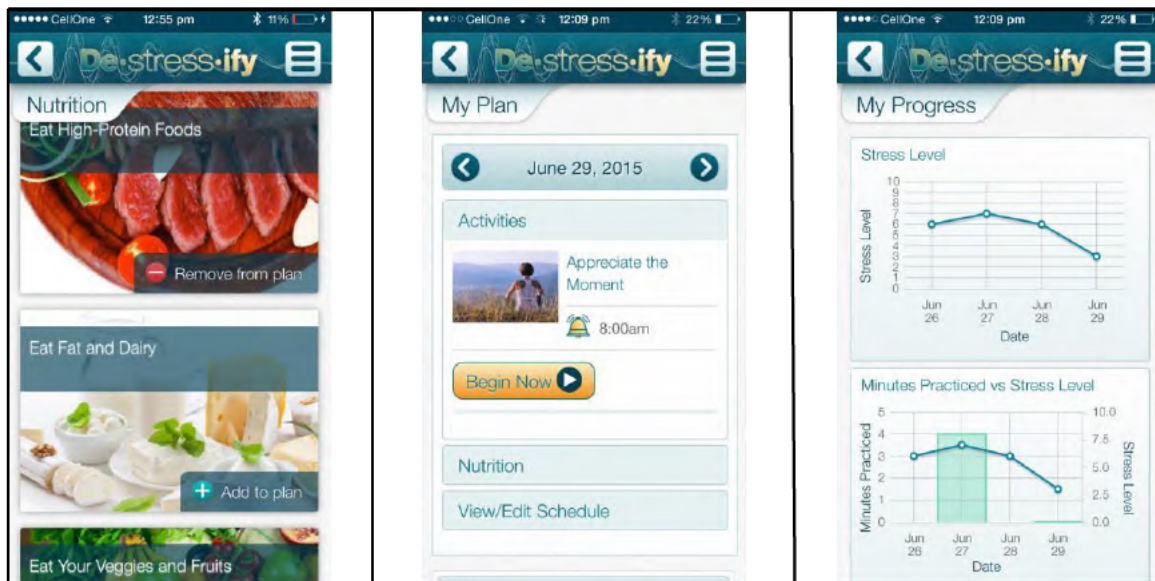 CellOne 12:55 pm 11%
De•stress•ify
Nutrition
Eat High-Protein Foods
Remove from plan
Eat Fat and Dairy
Add to plan
Eat Your Veggies and Fruits
CellOne 12:09 pm 22%
De•stress•ify
My Plan
June 29, 2015
Activities
Appreciate the
Moment
8:00am
Begin Now
Nutrition
View/Edit Schedule
CellOne 12:09 pm 22%
De•stress•ify
My Progress
Stress Level
10
9
8
7
6
5
4
3
2
1
0
Stress Level
Jun Jun Jun Jun
26 27 28 29
Date
Minutes Practiced vs Stress Level
5 10.0
4
7.5
3
5.0
2
2.5
1
0 0.0
Minutes Practiced
Stress Level
Jun Jun Jun Jun
26 27 28 29
Date